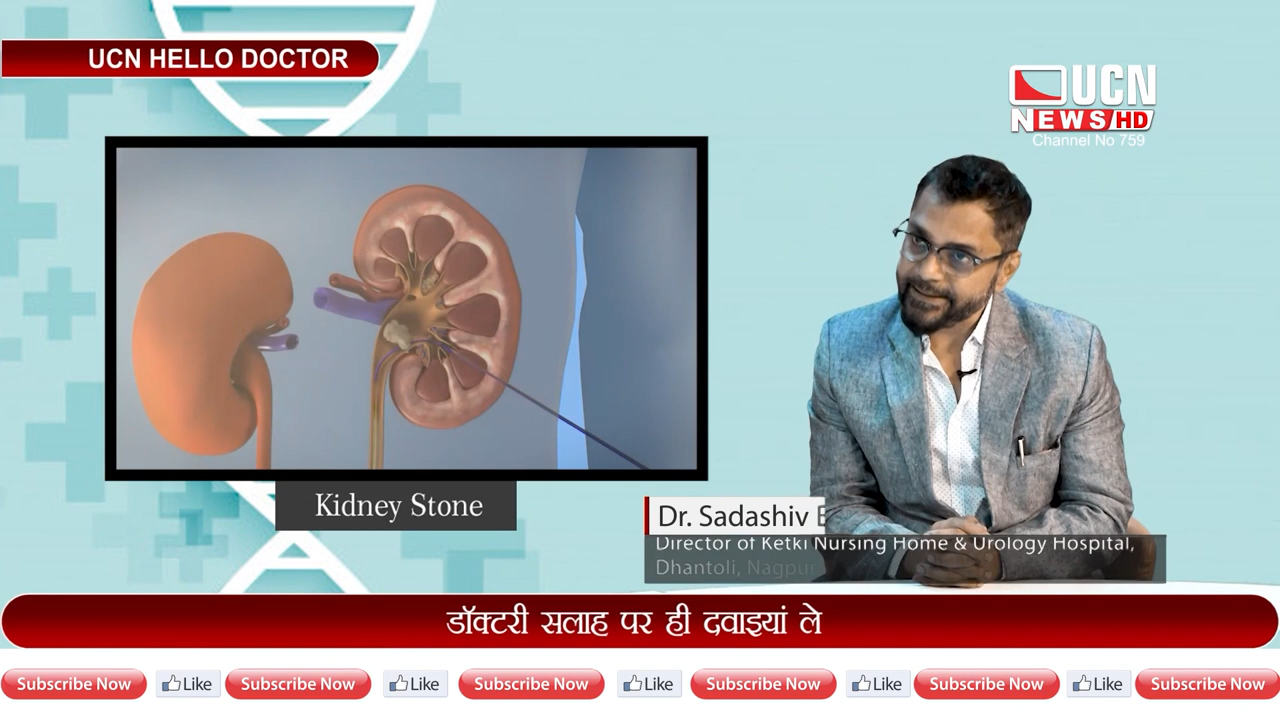 UCN HELLO DOCTOR
UCN
NEWS HD
Channel No 759
Kidney Stone
Dr. Sadashiv
Director of Ketki Nursing Home & Urology Hospital,
Dhantoli, Nagpur
डॉक्टरी सलाह पर ही दवाइयां ले
Subscribe Now Like Subscribe Now Like Subscribe Now Like Subscribe Now Like Subscribe Now Like Subscribe Now